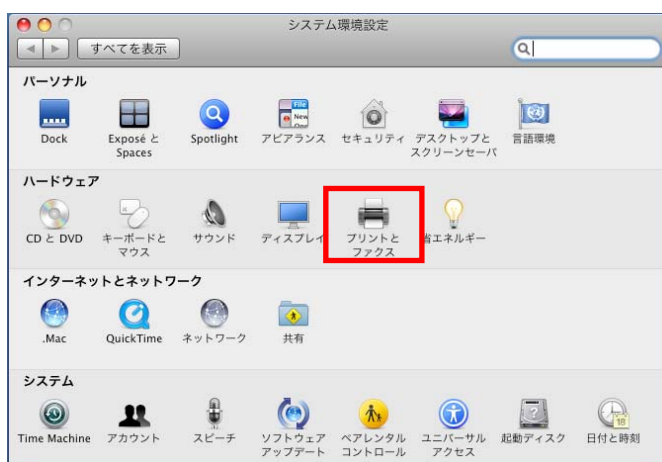 システム環境設定
すべてを表示
パーソナル
Dock
Exposé と
Spaces
Spotlight
アピアランス
セキュリティ
デスクトップと
スクリーンセーバ
言語環境
ハードウェア
CD と DVD
キーボードと
マウス
サウンド
ディスプレイ
プリントと
ファクス
省エネルギー
インターネットとネットワーク
.Mac
QuickTime
ネットワーク
共有
システム
Time Machine
アカウント
スピーチ
ソフトウェア
アップデート
ペアレンタル
コントロール
ユニバーサル
アクセス
起動ディスク
日付と時刻